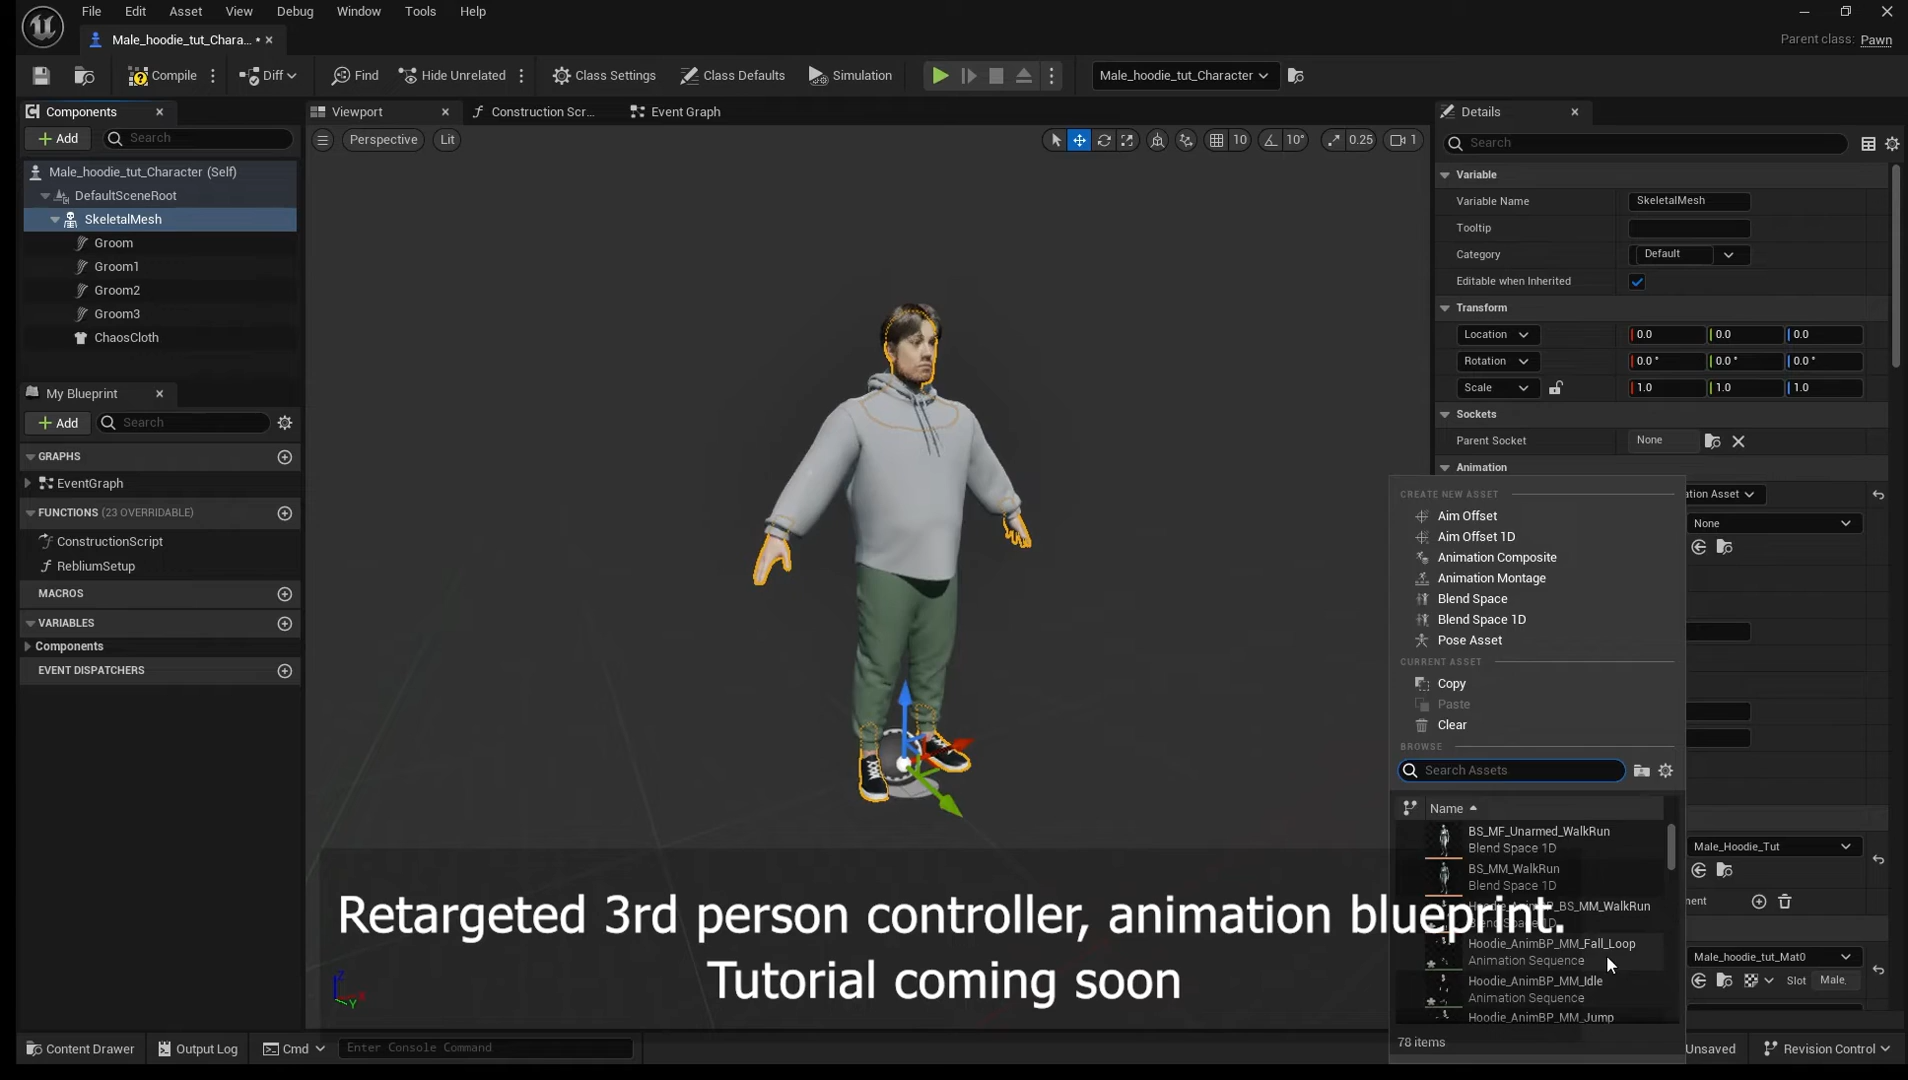 File Edit Asset View Debug Window Tools Help
Male_hoodie_tut_Chara... •
Parent class: Pawn
Compile Diff Find Hide Unrelated Class Settings Class Defaults Simulation Male_hoodie_tut_Character
Components
Add Search
Male_hoodie_tut_Character (Self)
DefaultSceneRoot
SkeletalMesh
Groom
Groom1
Groom2
Groom3
ChaosCloth
My Blueprint
Add Search
GRAPHS
EventGraph
FUNCTIONS (23 OVERRIDABLE)
ConstructionScript
RebliumSetup
MACROS
VARIABLES
Components
EVENT DISPATCHERS
Viewport Construction Scr... Event Graph
Perspective Lit 10 10° 0.25 1
Details
Search
Variable
Variable Name SkeletalMesh
Tooltip
Category Default
Editable when Inherited
Transform
Location 0.0 0.0 0.0
Rotation 0.0 ° 0.0 ° 0.0 °
Scale 1.0 1.0 1.0
Sockets
Parent Socket None
Animation
ation Asset
None
CREATE NEW ASSET
Aim Offset
Aim Offset 1D
Animation Composite
Animation Montage
Blend Space
Blend Space 1D
Pose Asset
CURRENT ASSET
Copy
Paste
Clear
BROWSE
Search Assets
Name
BS_MF_Unarmed_WalkRun
Blend Space 1D
BS_MM_WalkRun
Blend Space 1D
Hoodie_AnimBP_BS_MM_WalkRun
Blend Space 1D
Hoodie_AnimBP_MM_Fall_Loop
Animation Sequence
Hoodie_AnimBP_MM_Idle
Animation Sequence
Hoodie_AnimBP_MM_Jump
78 items
Male_Hoodie_Tut
ment
Male_hoodie_tut_Mat0
Slot Male_
Retargeted 3rd person controller, animation blueprint.
Tutorial coming soon
Z
Y
Content Drawer Output Log Cmd Enter Console Command
Unsaved Revision Control